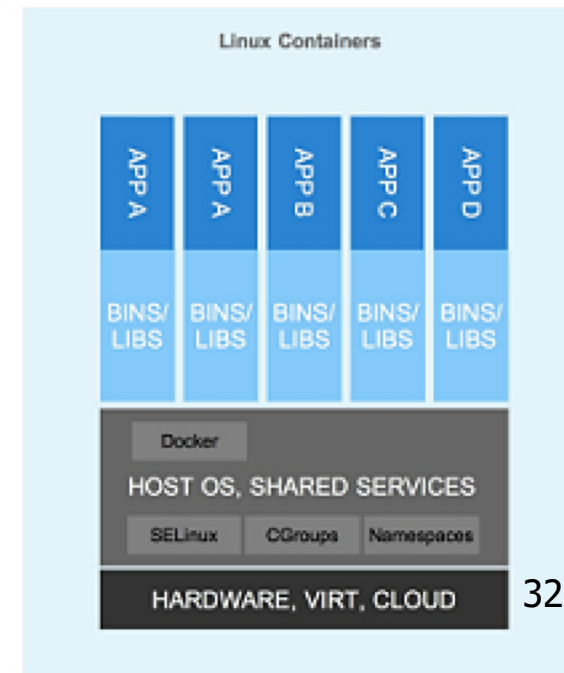 Linux Containers
APP A
APP A
APP B
APP C
APP D
BINS/ BINS/ BINS/ BINS/ BINS/
LIBS LIBS LIBS LIBS LIBS
Docker
HOST OS, SHARED SERVICES
SELinux CGroups Namespaces
HARDWARE, VIRT, CLOUD
32